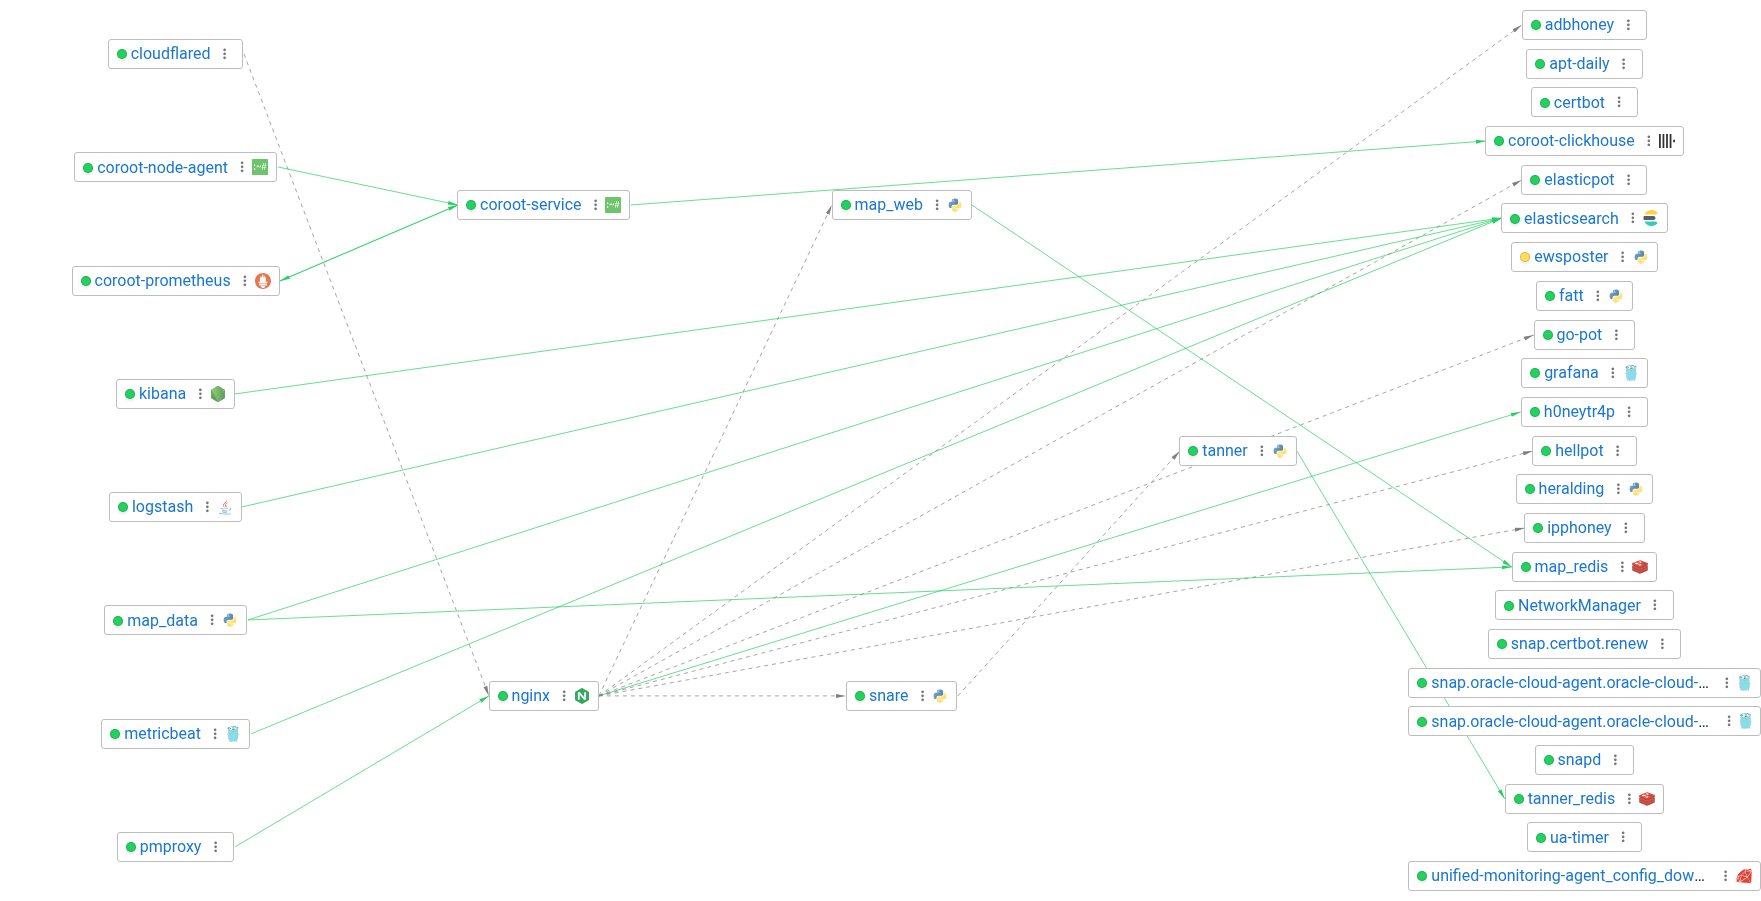 cloudflared
coroot-node-agent
coroot-prometheus
kibana
logstash
map_data
metricbeat
pmproxy
coroot-service
nginx
map_web
snare
tanner
adbhoney
apt-daily
certbot
coroot-clickhouse
elasticpot
elasticsearch
ewsposter
fatt
go-pot
grafana
h0neytr4p
hellpot
heralding
ipphoney
map_redis
NetworkManager
snap.certbot.renew
snap.oracle-cloud-agent.oracle-cloud-...
snap.oracle-cloud-agent.oracle-cloud-...
snapd
tanner_redis
ua-timer
unified-monitoring-agent_config_dow...